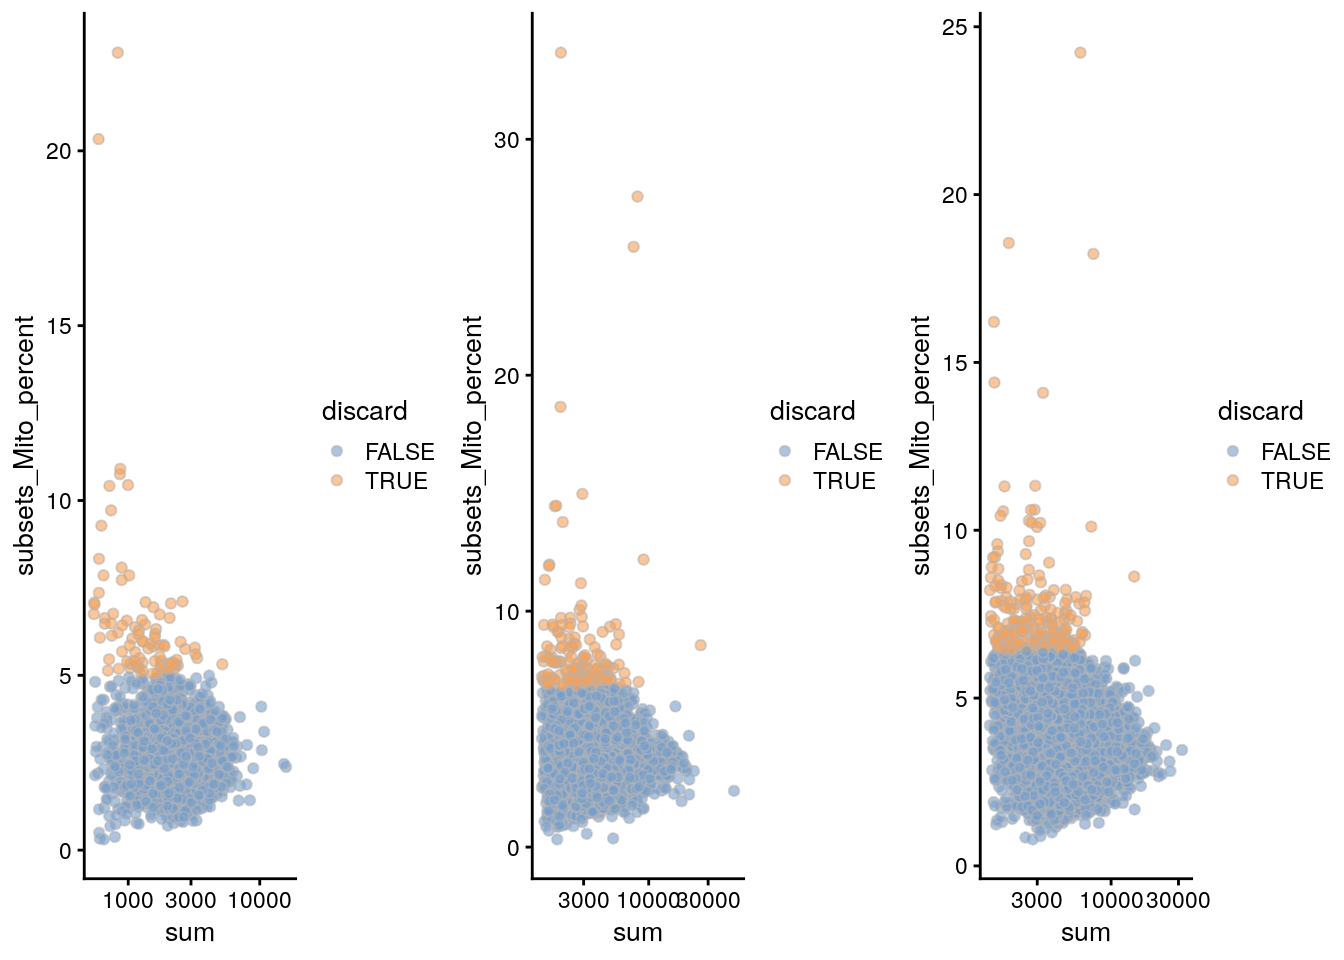 subsets_Mito_percent
20
15
10
5
0
1000 3000 10000
sum
discard
FALSE
TRUE
subsets_Mito_percent
30
20
10
0
3000 10000 30000
sum
discard
FALSE
TRUE
subsets_Mito_percent
25
20
15
10
5
0
3000 10000 30000
sum
discard
FALSE
TRUE